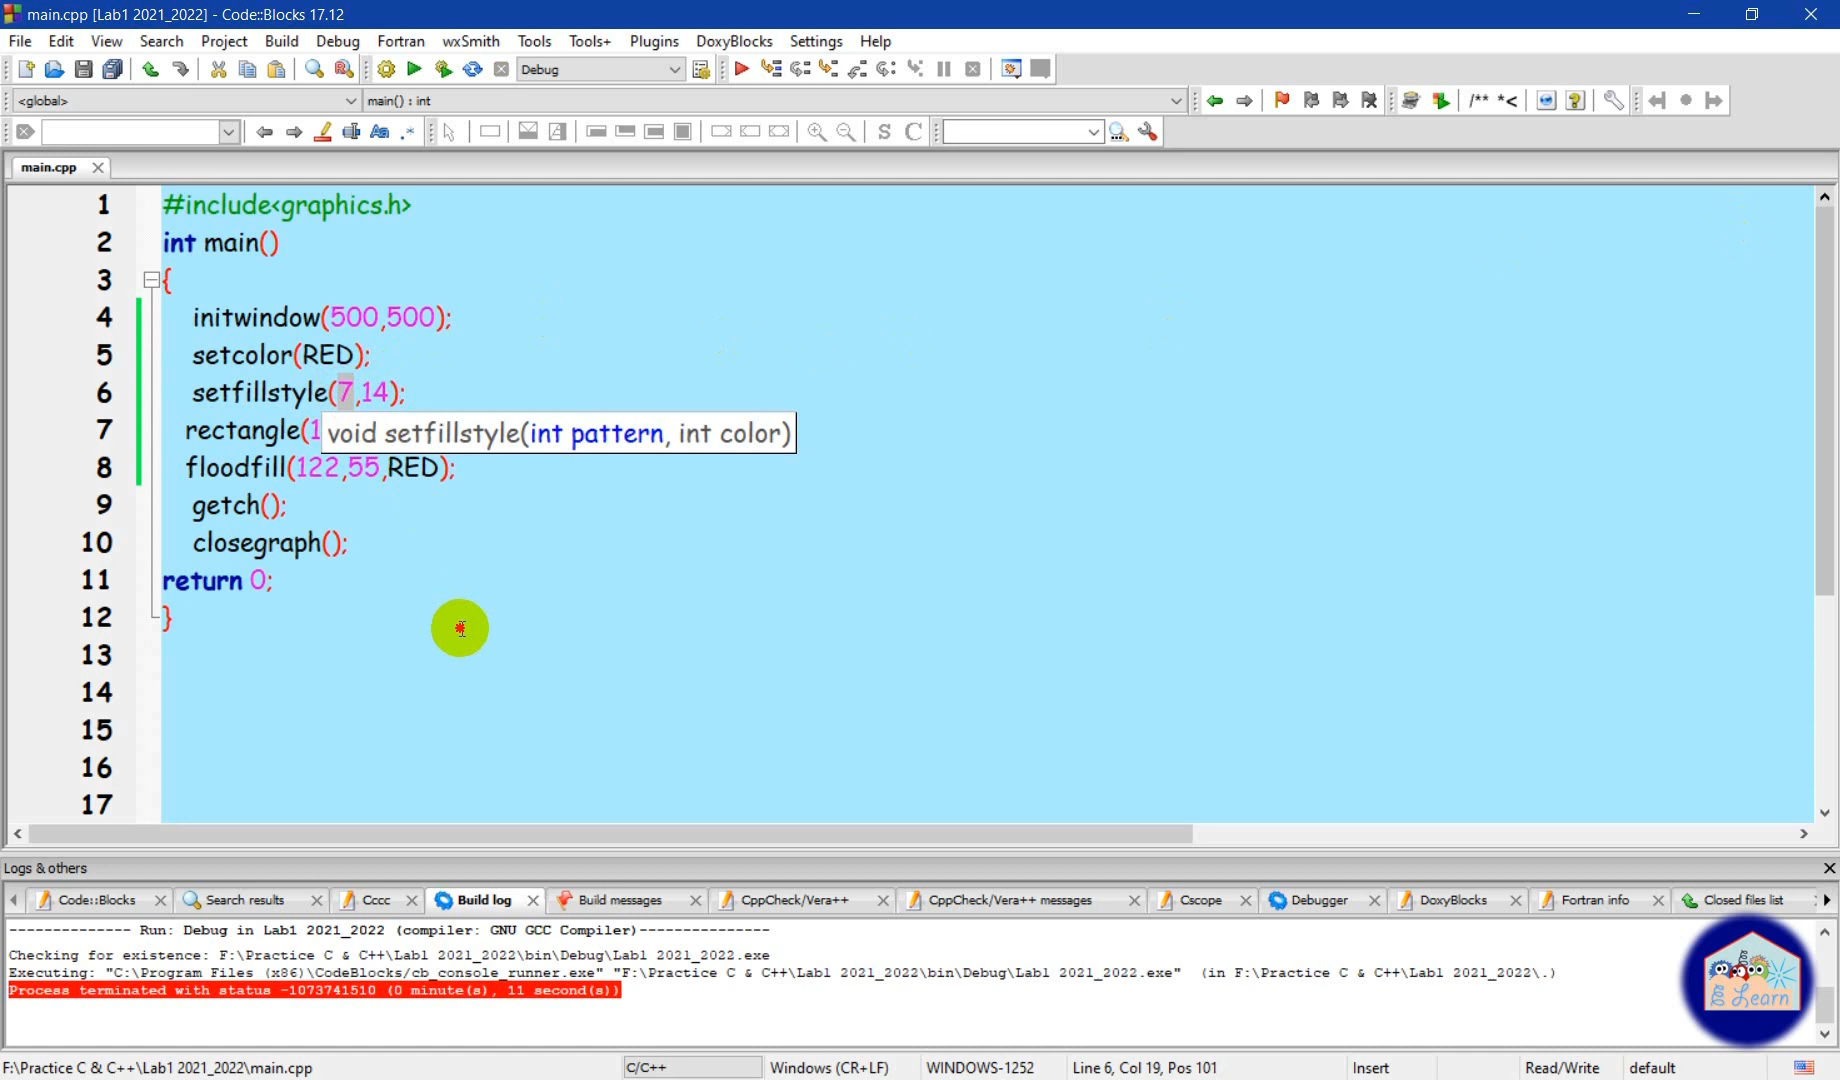 main.cpp [Lab1 2021_2022] - Code::Blocks 17.12
File Edit View Search Project Build Debug Fortran wxSmith Tools Tools+ Plugins DoxyBlocks Settings Help
Debug
<global> main() : int /** *<
Aa .* S C
main.cpp
1 #include<graphics.h>
2 int main()
3 {
4 initwindow(500,500);
5 setcolor(RED);
6 setfillstyle(7,14);
7 rectangle(1
void setfillstyle(int pattern, int color)
8 floodfill(122,55,RED);
9 getch();
10 closegraph();
11 return 0;
12 }
13
14
15
16
17
Logs & others
Code::Blocks Search results Cccc Build log Build messages CppCheck/Vera++ CppCheck/Vera++ messages Cscope Debugger DoxyBlocks Fortran info Closed files list
-------------- Run: Debug in Lab1 2021_2022 (compiler: GNU GCC Compiler)---------------
Checking for existence: F:\Practice C & C++\Lab1 2021_2022\bin\Debug\Lab1 2021_2022.exe
Executing: "C:\Program Files (x86)\CodeBlocks/cb_console_runner.exe" "F:\Practice C & C++\Lab1 2021_2022\bin\Debug\Lab1 2021_2022.exe" (in F:\Practice C & C++\Lab1 2021_2022\.)
Process terminated with status -1073741510 (0 minute(s), 11 second(s))
Learn
F:\Practice C & C++\Lab1 2021_2022\main.cpp C/C++ Windows (CR+LF) WINDOWS-1252 Line 6, Col 19, Pos 101 Insert Read/Write default